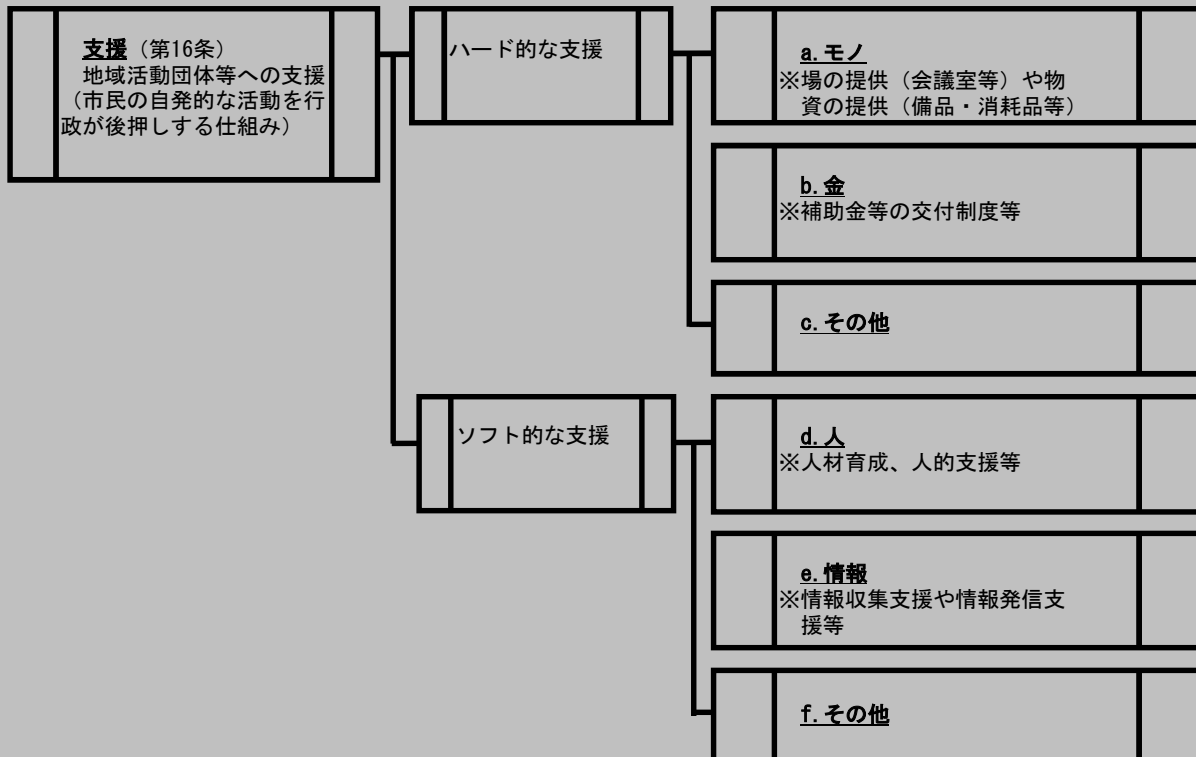 支援（第16条）
地域活動団体等への支援
（市民の自発的な活動を行
政が後押しする仕組み）
ハード的な支援
a.モノ
※場の提供（会議室等）や物
資の提供（備品・消耗品等）
b.金
※補助金等の交付制度等
c.その他
ソフト的な支援
d.人
※人材育成、人的支援等
e.情報
※情報収集支援や情報発信支
援等
f.その他